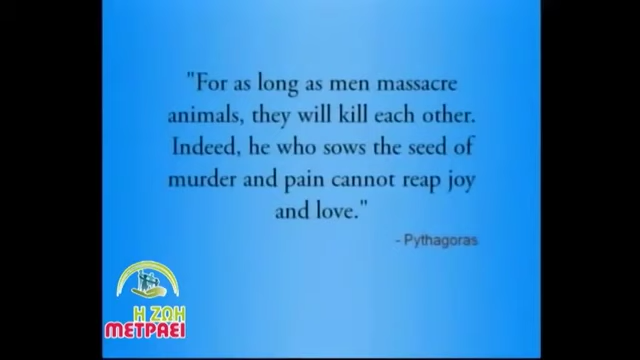 "For as long as men massacre
animals, they will kill each other.
Indeed, he who sows the seed of
murder and pain cannot reap joy
and love."
- Pythagoras
Η ΖΩΗ
ΜΕΤΡΑΕΙ